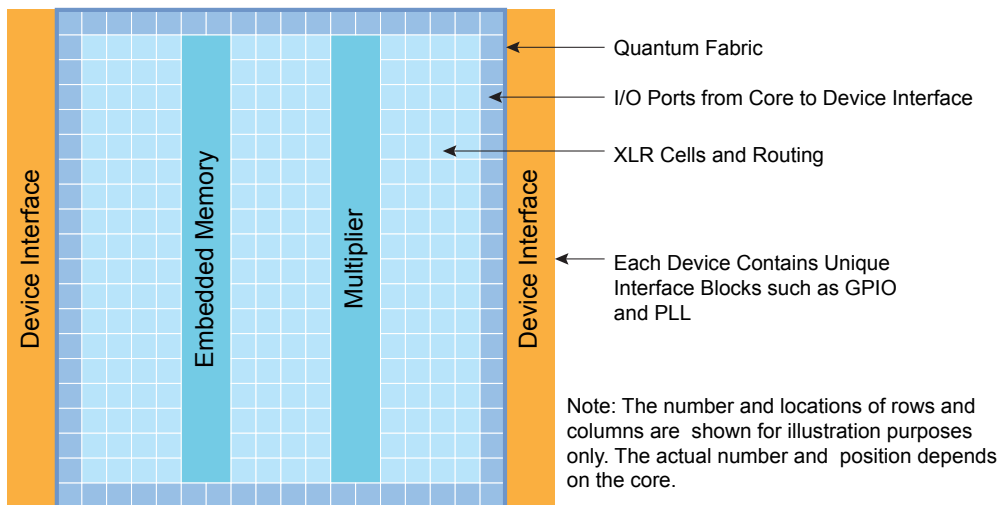 Device Interface
Embedded Memory
Multiplier
Device Interface
Quantum Fabric
I/O Ports from Core to Device Interface
XLR Cells and Routing
Each Device Contains Unique
Interface Blocks such as GPIO
and PLL
Note: The number and locations of rows and
columns are shown for illustration purposes
only. The actual number and position depends
on the core.